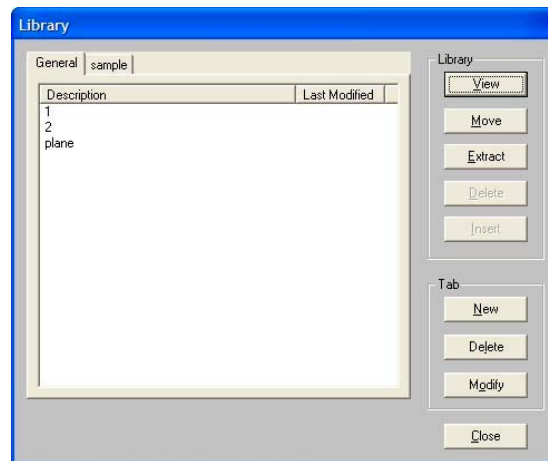 Library
General sample
Description Last Modified
1
2
plane
Library
View
Move
Extract
Delete
Insert
Tab
New
Delete
Modify
Close